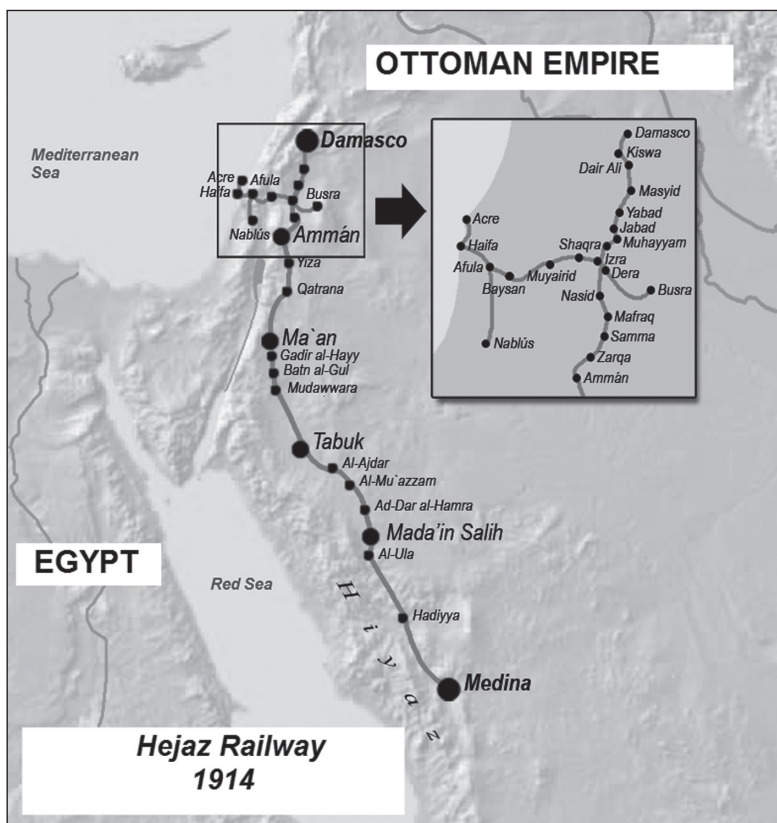 OTTOMAN EMPIRE
Mediterranean
Sea
Damasco
Acre
Afula
Haifa
Busra
Nablús
Ammán
Yiza
Qatrana
Ma`an
Gadir al-Hayy
Batn al-Gul
Mudawwara
Tabuk
Al-Ajdar
Al-Mu`azzam
Ad-Dar al-Hamra
Mada'in Salih
Al-Ula
EGYPT
Red Sea
Hiyaz
Hadiyya
Medina
Hejaz Railway
1914
Damasco
Kiswa
Dair Ali
Masyid
Yabad
Jabad
Muhayyam
Acre
Haifa
Shaqra
Izra
Afula
Muyairid
Dera
Baysan
Busra
Nasid
Mafraq
Samma
Nablús
Zarqa
Ammán